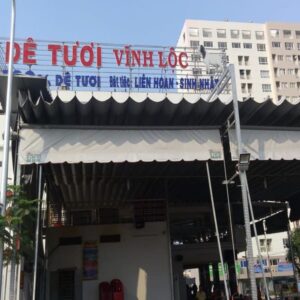 DÊ TƯƠI VĨNH LỘC
DÊ TƯƠI LIÊN HOAN - SINH NHẬT